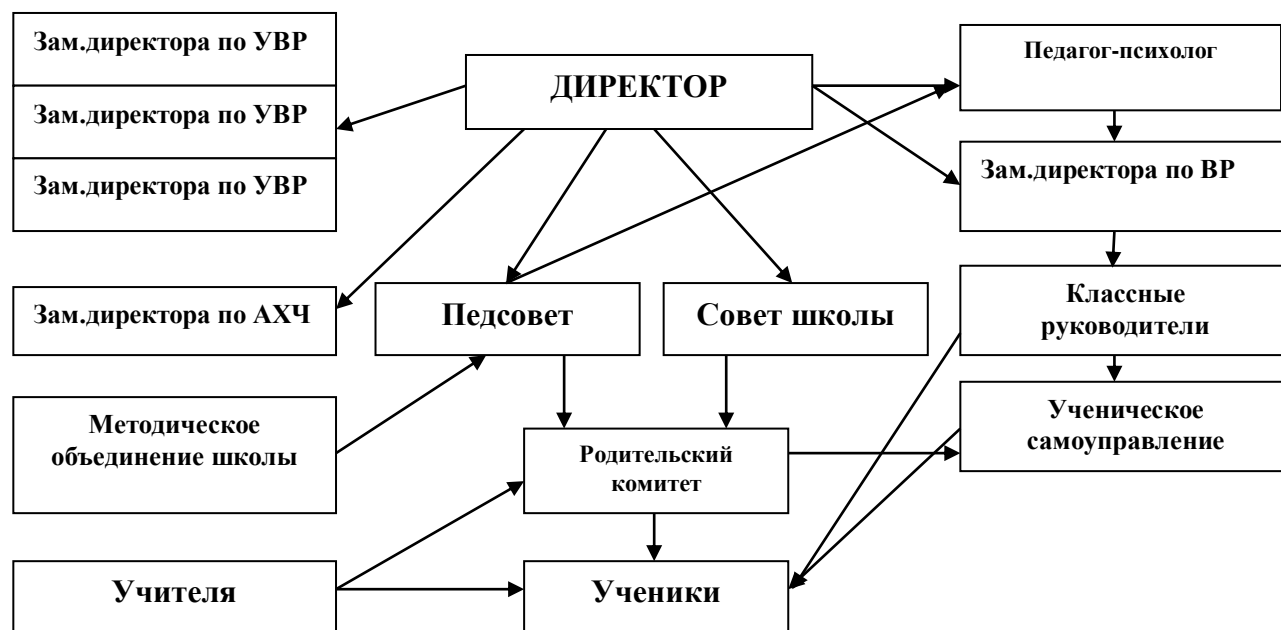 Зам.директора по УВР
Зам.директора по УВР
Зам.директора по УВР
ДИРЕКТОР
Педагог-психолог
Зам.директора по ВР
Зам.директора по АХЧ
Педсовет
Совет школы
Классные
руководители
Методическое
объединение школы
Родительский
комитет
Ученическое
самоуправление
Учителя
Ученики